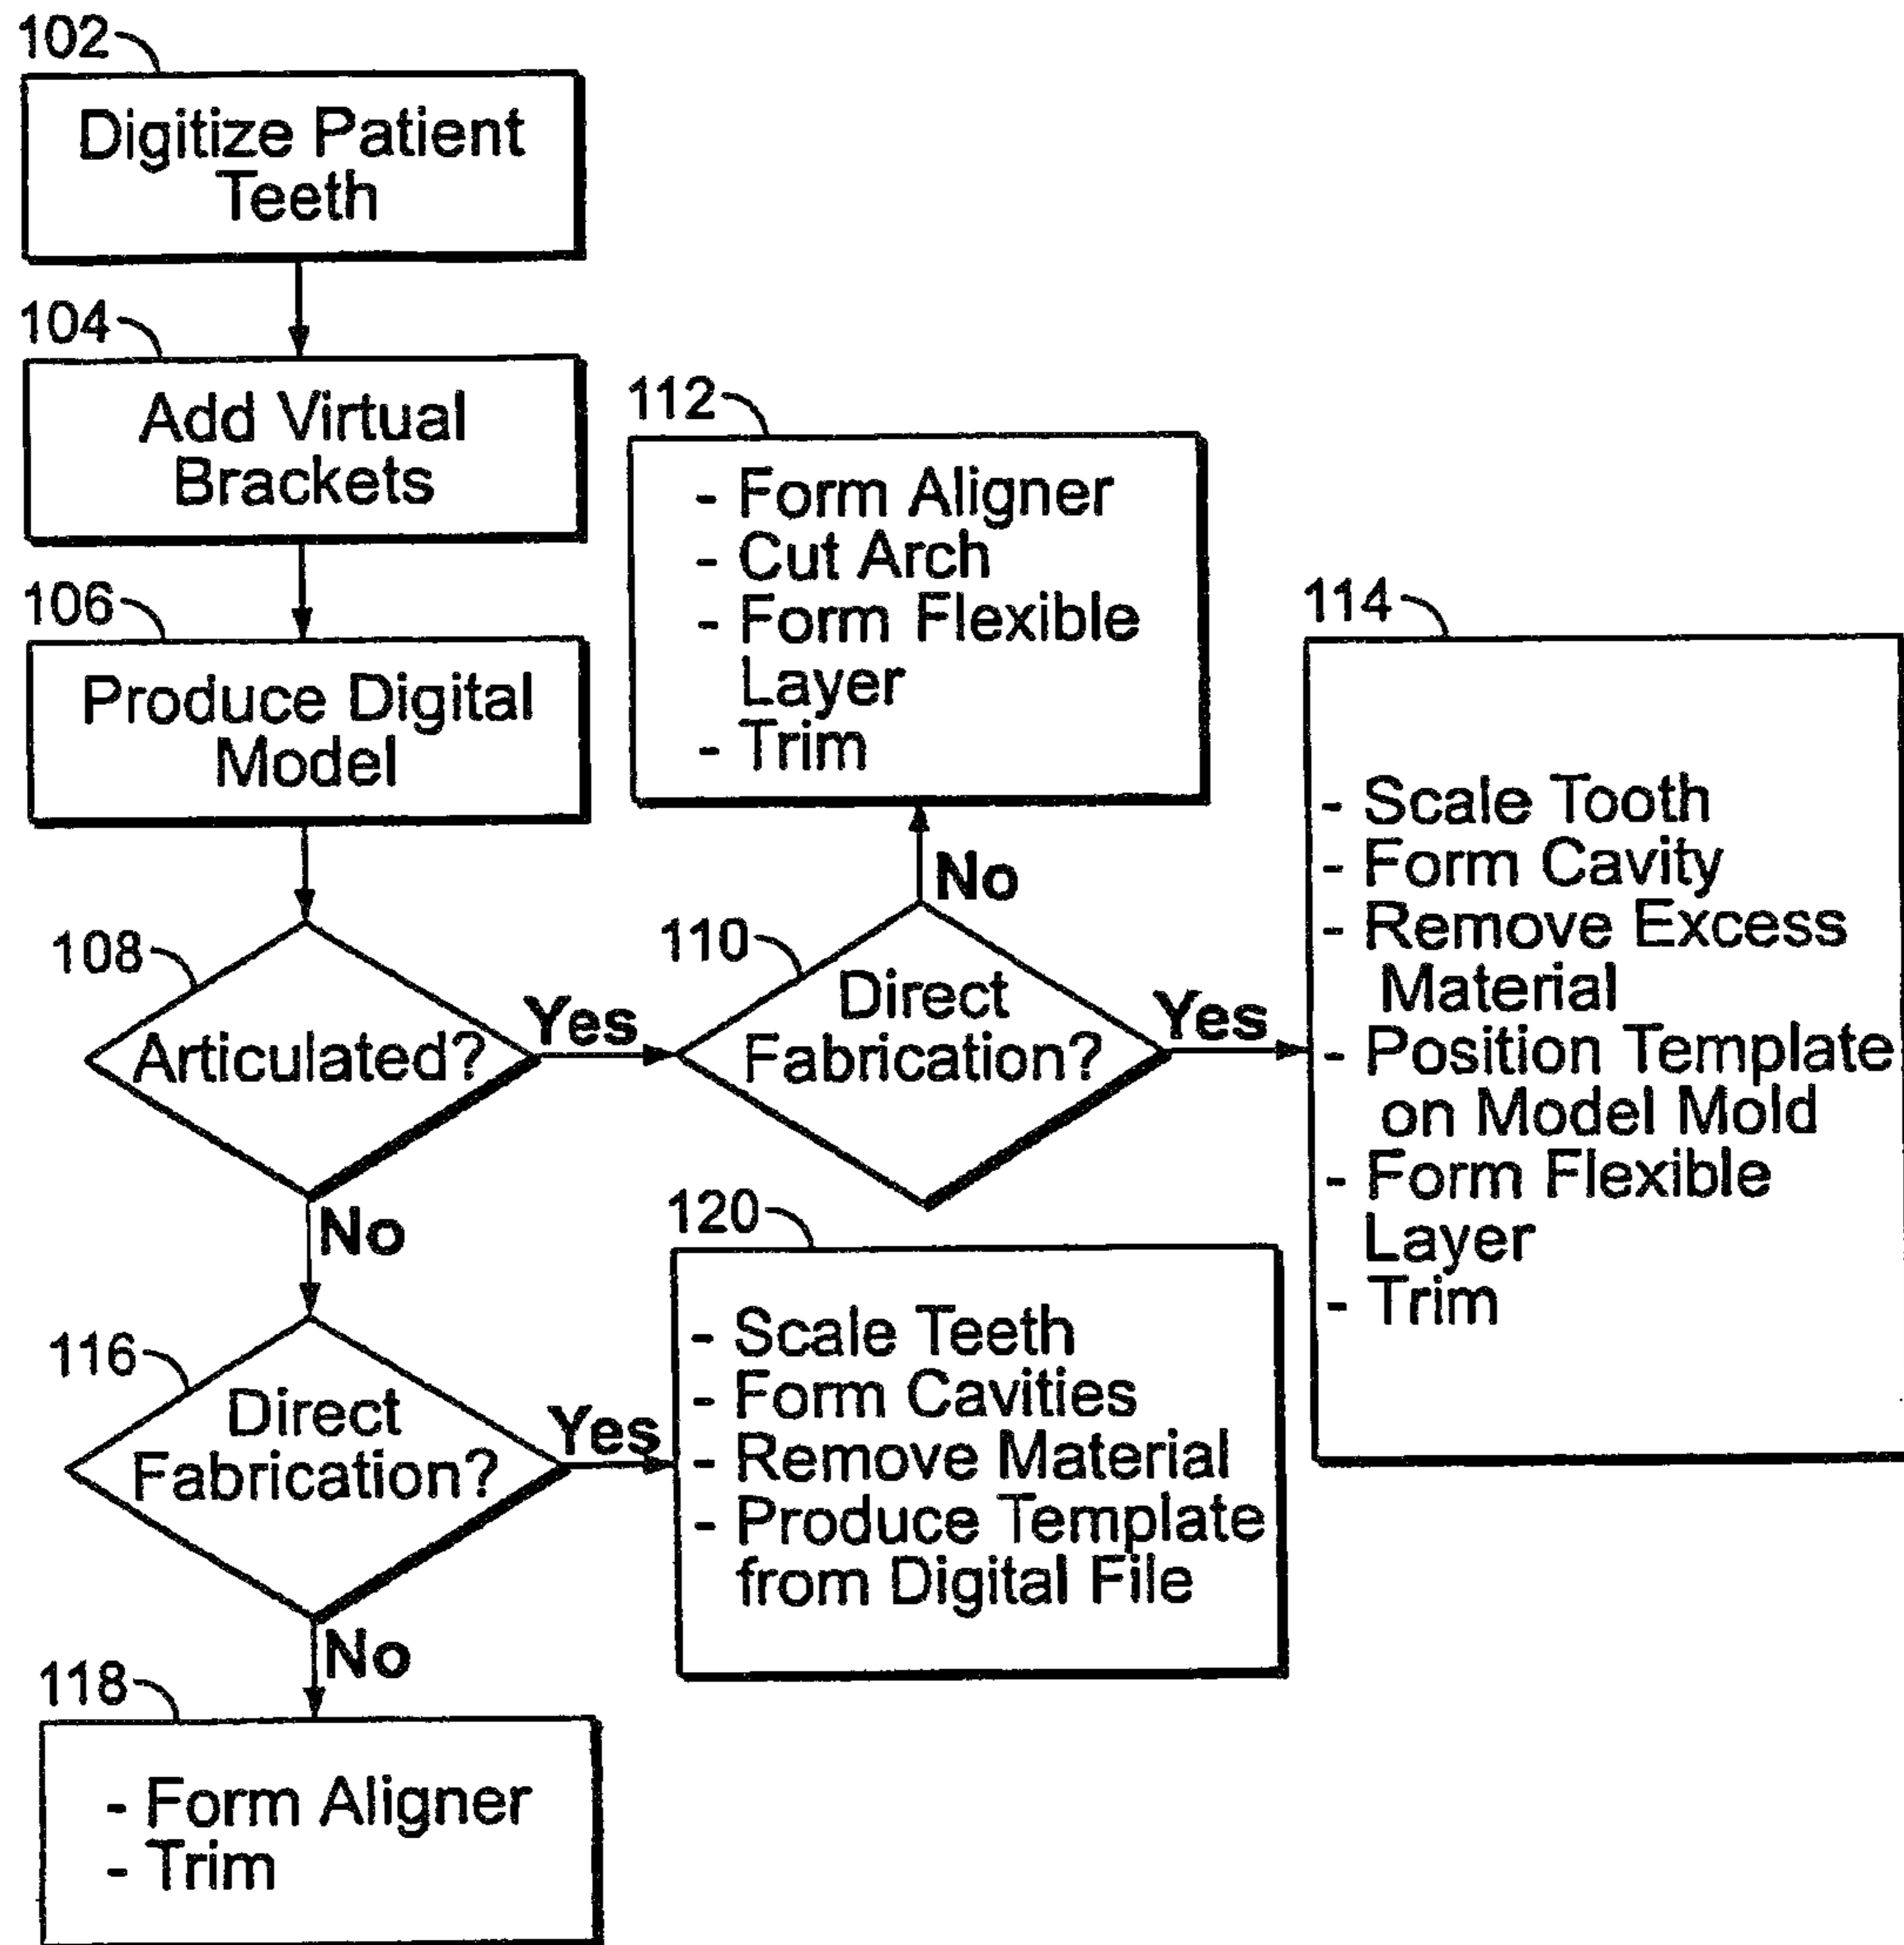 102
Digitize Patient
Teeth
104
Add Virtual
Brackets
106
Produce Digital
Model
108
Articulated?
Yes
No
110
Direct
Fabrication?
No
Yes
112
- Form Aligner
- Cut Arch
- Form Flexible
Layer
- Trim
114
- Scale Tooth
- Form Cavity
- Remove Excess
Material
- Position Template
on Model Mold
- Form Flexible
Layer
- Trim
116
Direct
Fabrication?
Yes
No
120
- Scale Teeth
- Form Cavities
- Remove Material
- Produce Template
from Digital File
118
- Form Aligner
- Trim